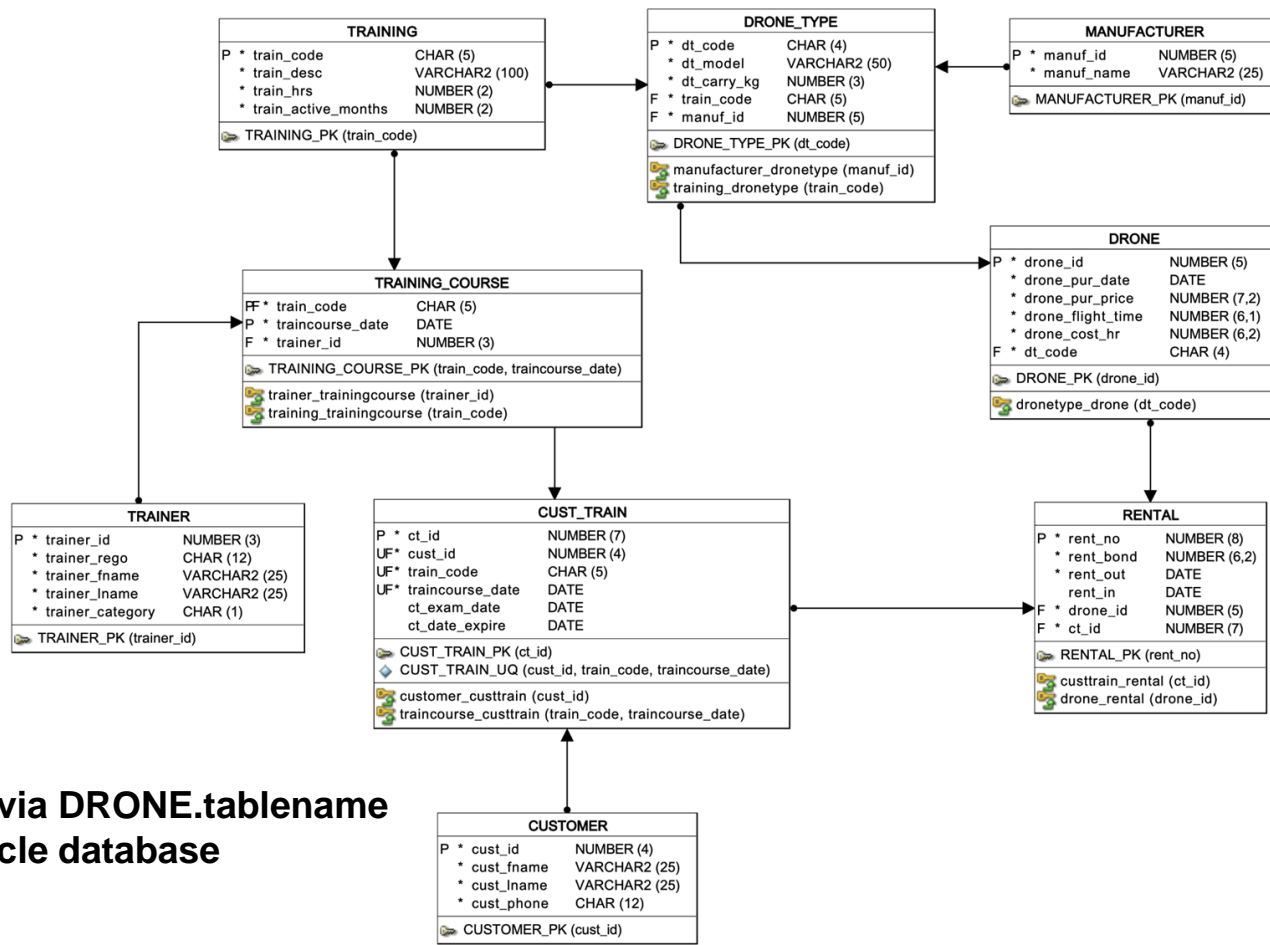 TRAINING
P * train_code CHAR (5)
* train_desc VARCHAR2 (100)
* train_hrs NUMBER (2)
* train_active_months NUMBER (2)
TRAINING_PK (train_code)
DRONE_TYPE
P * dt_code CHAR (4)
* dt_model VARCHAR2 (50)
* dt_carry_kg NUMBER (3)
F * train_code CHAR (5)
F * manuf_id NUMBER (5)
DRONE_TYPE_PK (dt_code)
manufacturer_dronetype (manuf_id)
training_dronetype (train_code)
MANUFACTURER
P * manuf_id NUMBER (5)
* manuf_name VARCHAR2 (25)
MANUFACTURER_PK (manuf_id)
DRONE
P * drone_id NUMBER (5)
* drone_pur_date DATE
* drone_pur_price NUMBER (7,2)
* drone_flight_time NUMBER (6,1)
* drone_cost_hr NUMBER (6,2)
F * dt_code CHAR (4)
DRONE_PK (drone_id)
dronetype_drone (dt_code)
TRAINING_COURSE
PF * train_code CHAR (5)
P * traincourse_date DATE
F * trainer_id NUMBER (3)
TRAINING_COURSE_PK (train_code, traincourse_date)
trainer_trainingcourse (trainer_id)
training_trainingcourse (train_code)
TRAINER
P * trainer_id NUMBER (3)
* trainer_rego CHAR (12)
* trainer_fname VARCHAR2 (25)
* trainer_lname VARCHAR2 (25)
* trainer_category CHAR (1)
TRAINER_PK (trainer_id)
CUST_TRAIN
P * ct_id NUMBER (7)
UF* cust_id NUMBER (4)
UF* train_code CHAR (5)
UF* traincourse_date DATE
ct_exam_date DATE
ct_date_expire DATE
CUST_TRAIN_PK (ct_id)
CUST_TRAIN_UQ (cust_id, train_code, traincourse_date)
customer_custtrain (cust_id)
traincourse_custtrain (train_code, traincourse_date)
RENTAL
P * rent_no NUMBER (8)
* rent_bond NUMBER (6,2)
* rent_out DATE
rent_in DATE
F * drone_id NUMBER (5)
F * ct_id NUMBER (7)
RENTAL_PK (rent_no)
custtrain_rental (ct_id)
drone_rental (drone_id)
via DRONE.tablename
cle database
CUSTOMER
P * cust_id NUMBER (4)
* cust_fname VARCHAR2 (25)
* cust_lname VARCHAR2 (25)
* cust_phone CHAR (12)
CUSTOMER_PK (cust_id)